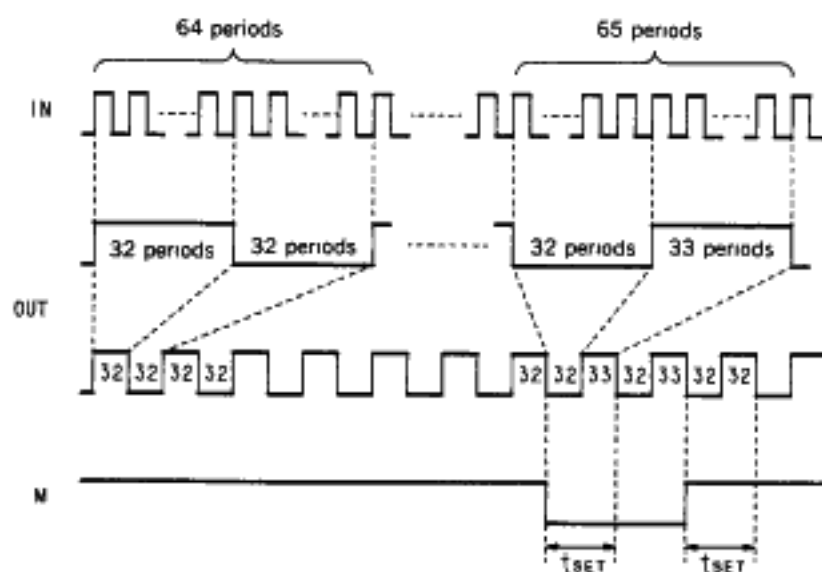 64 periods
65 periods
IN
32 periods
32 periods
32 periods
33 periods
OUT
32 32 32 32
32 32 33 32 33 32 32
M
tSET
tSET